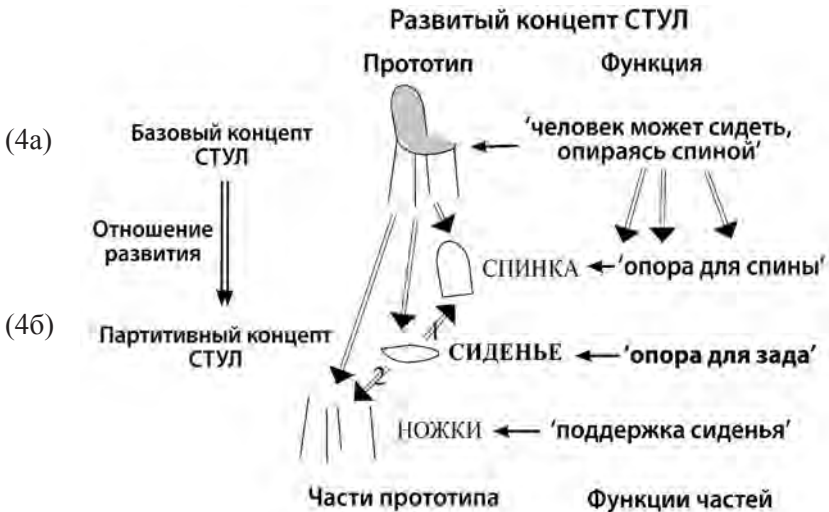 Развитый концепт СТУЛ
Прототип
Функция
(4а)
Базовый концепт
СТУЛ
'человек может сидеть,
опираясь спиной'
Отношение
развития
СПИНКА
'опора для спины'
(4б)
Партитивный концепт
СТУЛ
1
СИДЕНЬЕ
'опора для зада'
2
НОЖКИ
'поддержка сиденья'
Части прототипа
Функции частей